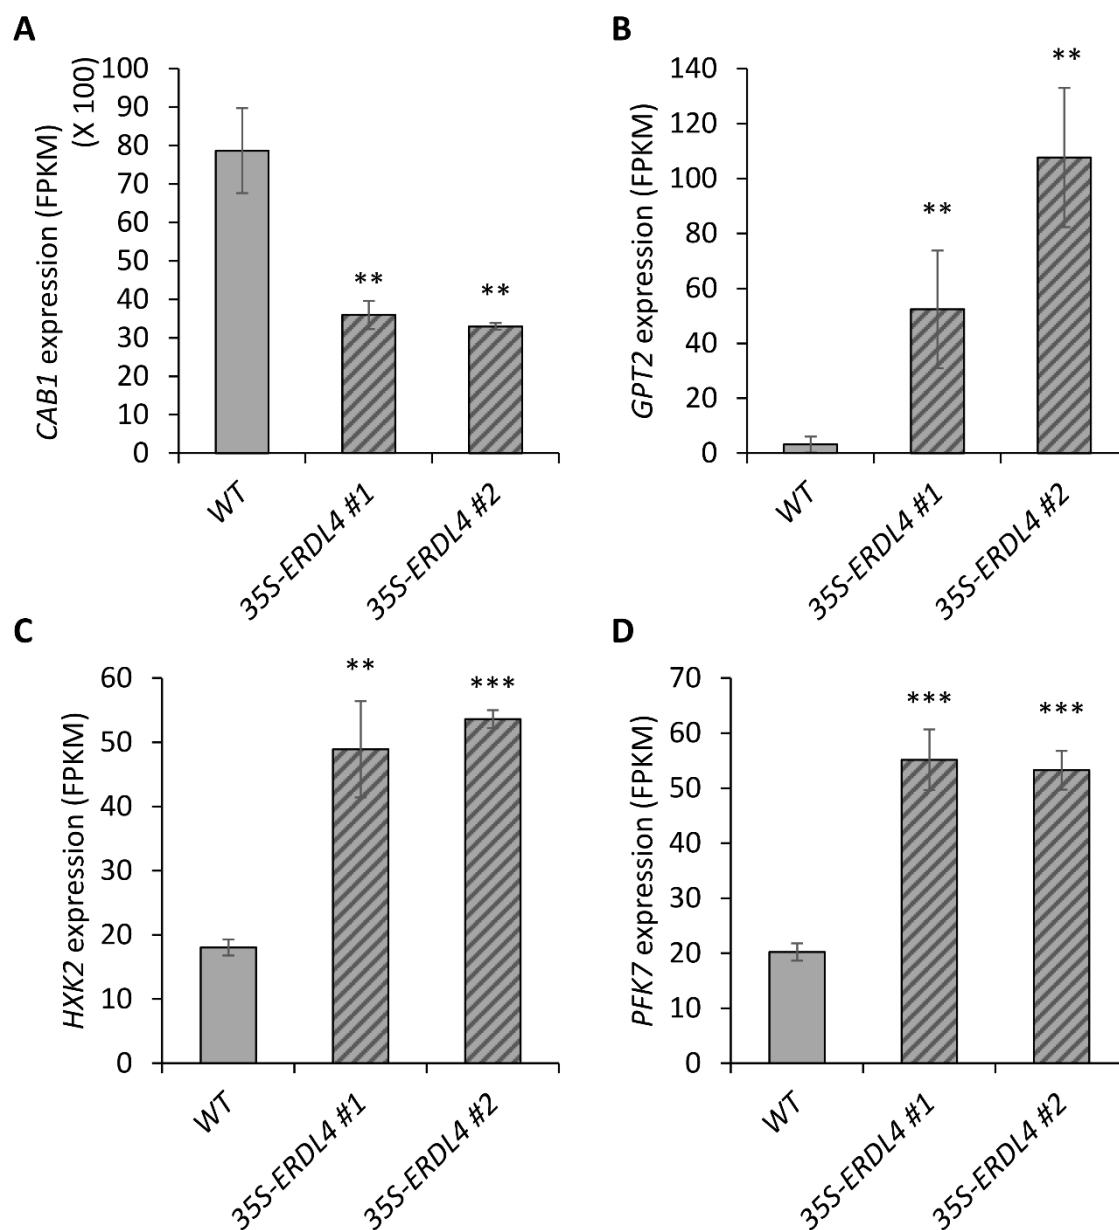 A
CAB1 expression (FPKM)
(X 100)
100
90
80
70
60
50
40
30
20
10
0
**
**
WT
35S-ERDL4 #1
35S-ERDL4 #2
B
GPT2 expression (FPKM)
140
120
100
80
60
40
20
0
**
**
WT
35S-ERDL4 #1
35S-ERDL4 #2
C
HXK2 expression (FPKM)
60
50
40
30
20
10
0
**
***
WT
35S-ERDL4 #1
35S-ERDL4 #2
D
PFK7 expression (FPKM)
70
60
50
40
30
20
10
0
***
***
WT
35S-ERDL4 #1
35S-ERDL4 #2